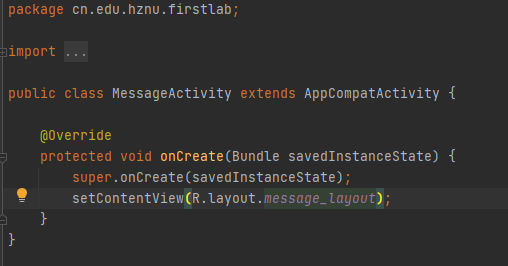 package cn.edu.hznu.firstlab;
import ...
public class MessageActivity extends AppCompatActivity {
@Override
protected void onCreate(Bundle savedInstanceState) {
super.onCreate(savedInstanceState);
setContentView(R.layout.message_layout);
}
}